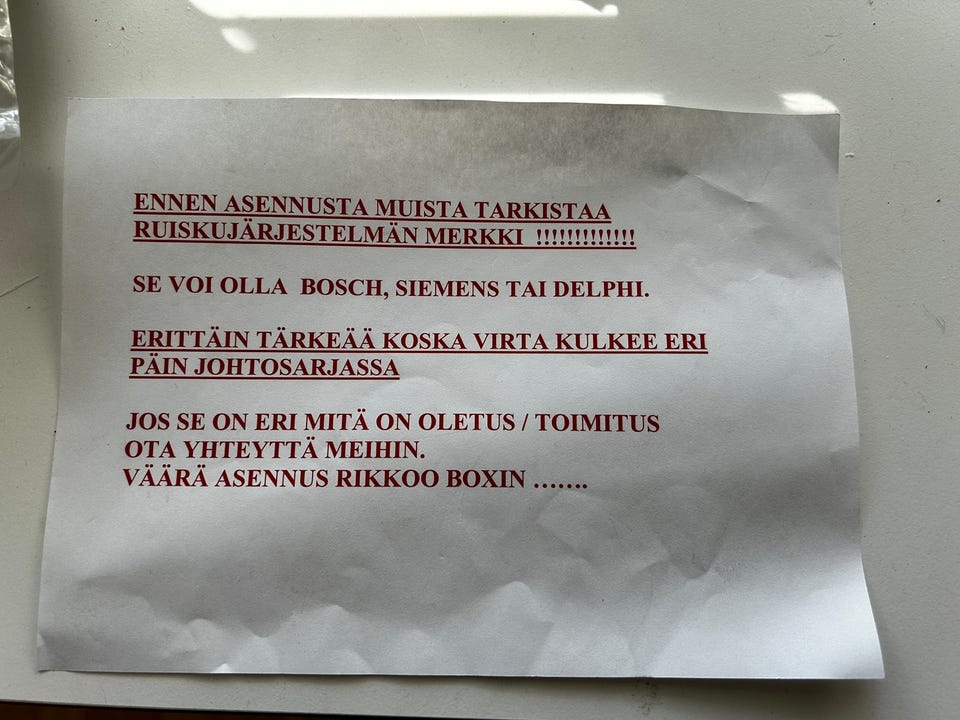 ENNEN ASENNUSTA MUISTA TARKISTAA
RUISKUJÄRJESTELMÄN MERKKI !!!!!!!!!!!!!
SE VOI OLLA BOSCH, SIEMENS TAI DELPHI.
ERITTÄIN TÄRKEÄÄ KOSKA VIRTA KULKEE ERI
PÄIN JOHTOSARJASSA
JOS SE ON ERI MITÄ ON OLETUS / TOIMITUS
OTA YHTEYTTÄ MEIHIN.
VÄÄRÄ ASENNUS RIKKOO BOXIN …….